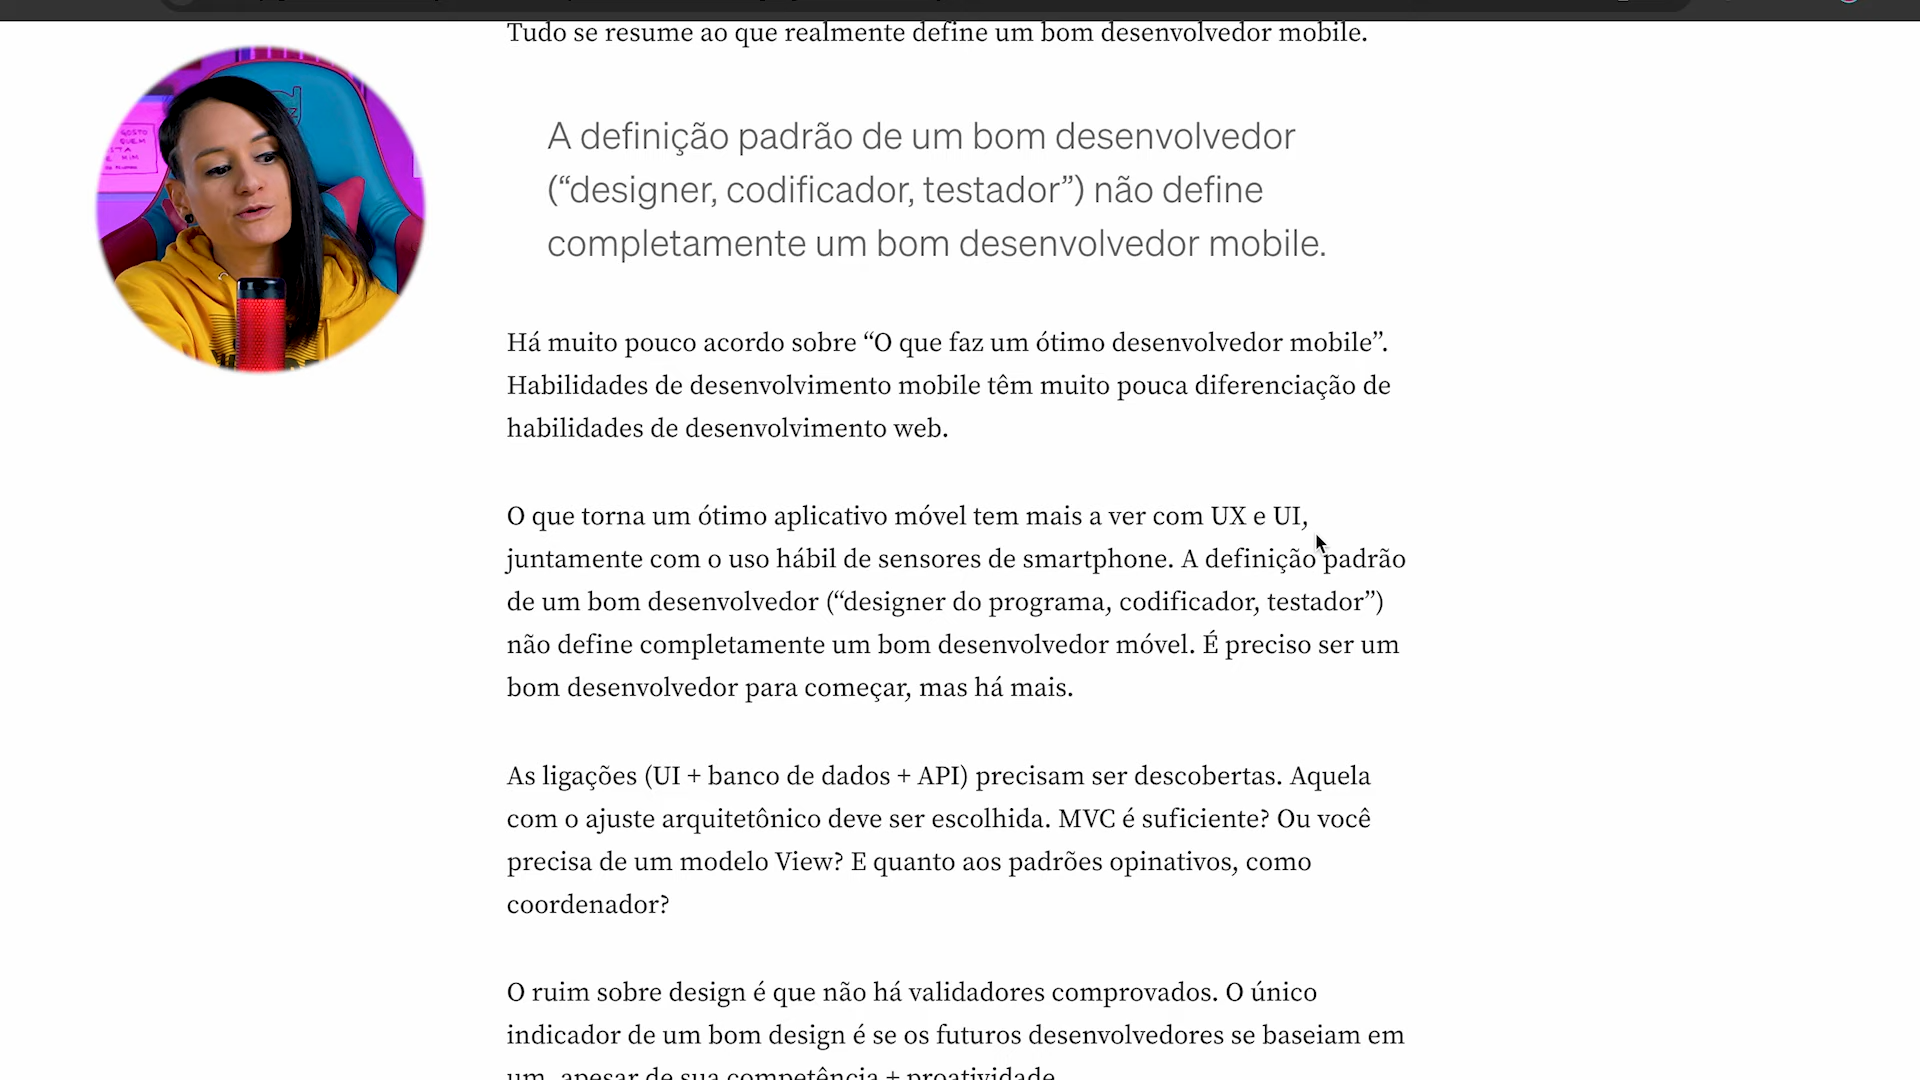 Tudo se resume ao que realmente define um bom desenvolvedor mobile.
A definição padrão de um bom desenvolvedor
(“designer, codificador, testador”) não define
completamente um bom desenvolvedor mobile.
Há muito pouco acordo sobre “O que faz um ótimo desenvolvedor mobile”.
Habilidades de desenvolvimento mobile têm muito pouca diferenciação de
habilidades de desenvolvimento web.
O que torna um ótimo aplicativo móvel tem mais a ver com UX e UI,
juntamente com o uso hábil de sensores de smartphone. A definição padrão
de um bom desenvolvedor (“designer do programa, codificador, testador”)
não define completamente um bom desenvolvedor móvel. É preciso ser um
bom desenvolvedor para começar, mas há mais.
As ligações (UI + banco de dados + API) precisam ser descobertas. Aquela
com o ajuste arquitetônico deve ser escolhida. MVC é suficiente? Ou você
precisa de um modelo View? E quanto aos padrões opinativos, como
coordenador?
O ruim sobre design é que não há validadores comprovados. O único
indicador de um bom design é se os futuros desenvolvedores se baseiam em
um, apesar de sua competência + proatividade.